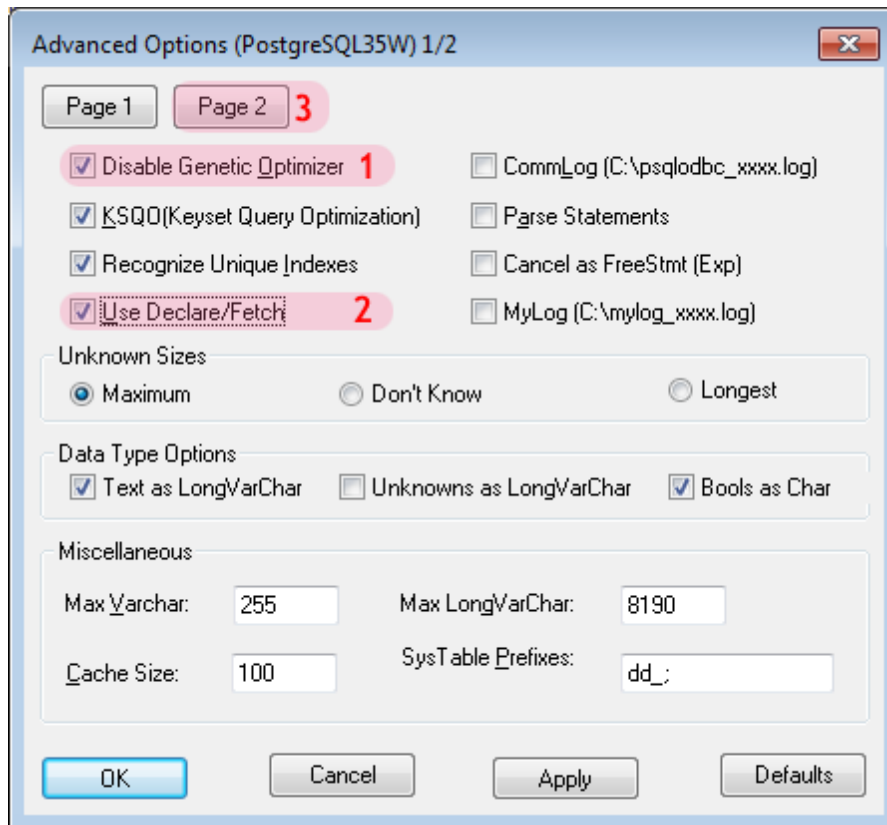 Advanced Options (PostgreSQL35W) 1/2
Page 1 Page 2 3
Disable Genetic Optimizer 1 CommLog (C:\psqlodbc_xxxx.log)
KSQO(Keyset Query Optimization) Parse Statements
Recognize Unique Indexes Cancel as FreeStmt (Exp)
Use Declare/Fetch 2 MyLog (C:\mylog_xxxx.log)
Unknown Sizes
Maximum Don't Know Longest
Data Type Options
Text as LongVarChar Unknowns as LongVarChar Bools as Char
Miscellaneous
Max Varchar: 255 Max LongVarChar: 8190
Cache Size: 100 SysTable Prefixes: dd_;
OK Cancel Apply Defaults